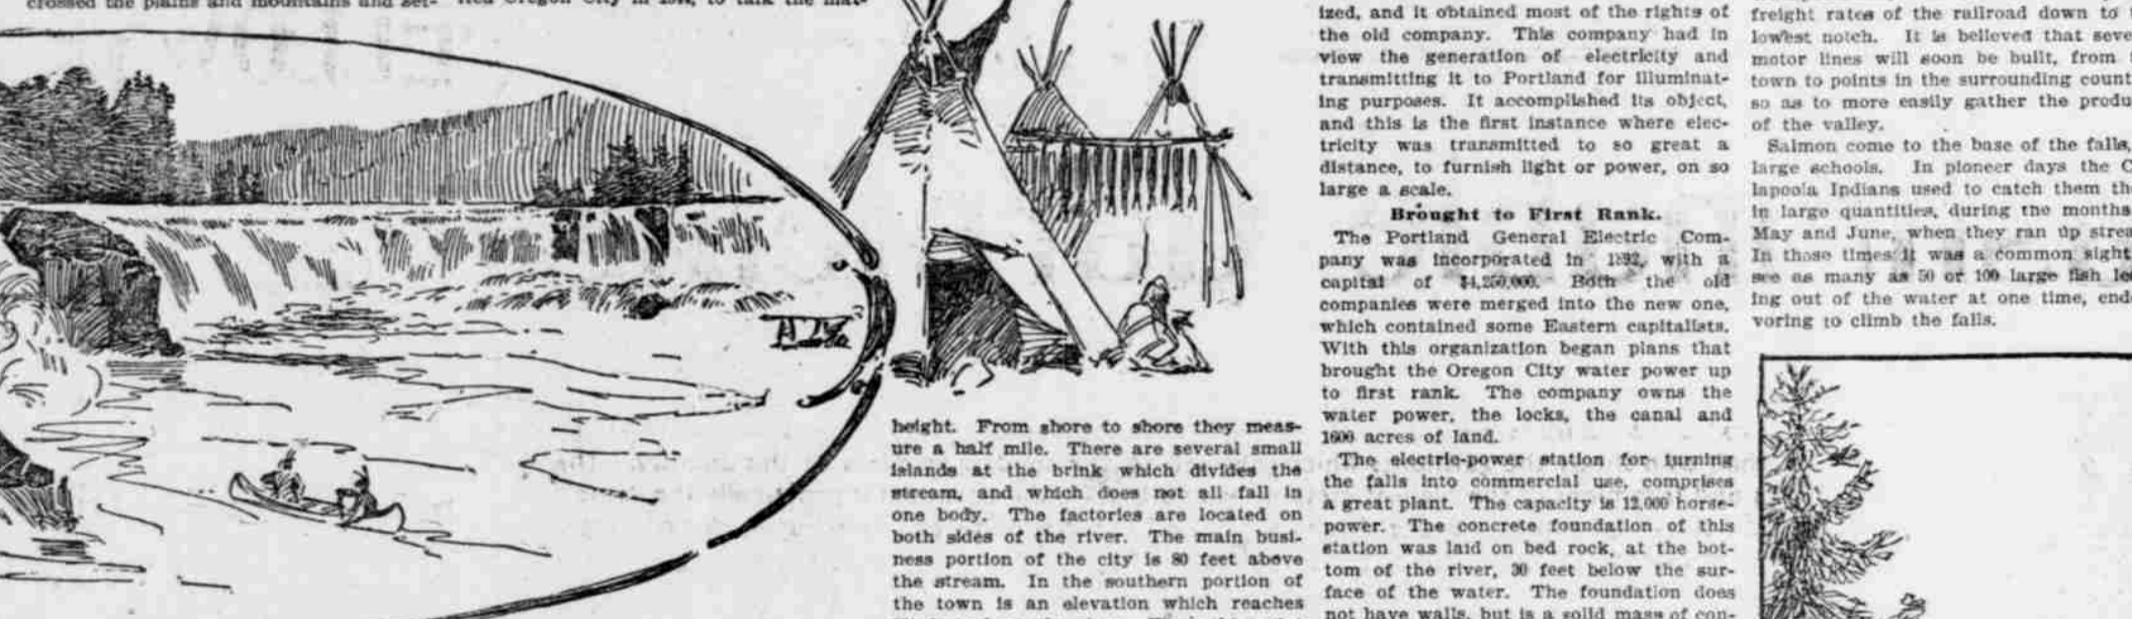 crossed the plains and mountains and set-
height. From shore to shore they meas-
ure a half mile. There are several small
islands at the brink which divides the
stream, and which does not all fall in
one body. The factories are located on
both sides of the river. The main busi-
ness portion of the city is 80 feet above
the stream. In the southern portion of
the town is an elevation which reaches
ized, and it obtained most of the rights of
the old company. This company had in
view the generation of electricity and
transmitting it to Portland for illuminat-
ing purposes. It accomplished its object,
and this is the first instance where elec-
tricity was transmitted to so great a
distance, to furnish light or power, on so
large a scale.
Brought to First Rank.
The Portland General Electric Com-
pany was incorporated in 1892, with a
capital of $4,250,000. Both the old
companies were merged into the new one,
which contained some Eastern capitalists.
With this organization began plans that
brought the Oregon City water power up
to first rank. The company owns the
water power, the locks, the canal and
1600 acres of land.
The electric-power station for turning
the falls into commercial use, comprises
a great plant. The capacity is 12,000 horse-
power. The concrete foundation of this
station was laid on bed rock, at the bot-
tom of the river, 30 feet below the sur-
face of the water. The foundation does
not have walls, but is a solid mass of con-
freight rates of the railroad down to
lowest notch. It is believed that seve
motor lines will soon be built, from
town to points in the surrounding count
so as to more easily gather the produ
of the valley.
Salmon come to the base of the falls,
large schools. In pioneer days the C
lapoola Indians used to catch them the
in large quantities, during the months
May and June, when they ran up strea
In those times it was a common sight
see as many as 50 or 100 large fish lea
ing out of the water at one time, ende
voring to climb the falls.